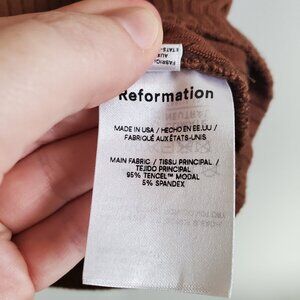 Reformation
MADE IN USA / HECHO EN EE.UU /
FABRIQUÉ AUX ÉTATS-UNIS
MAIN FABRIC / TISSU PRINCIPAL /
TEJIDO PRINCIPAL
95% TENCEL™ MODAL
5% SPANDEX